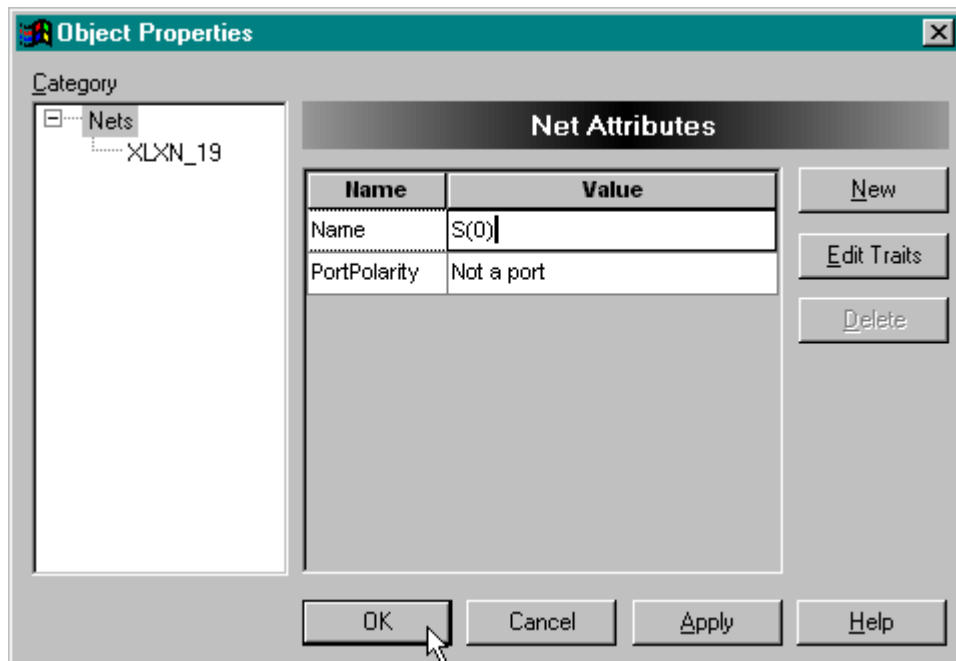 Object Properties
Category
Nets
XLXN_19
Net Attributes
Name Value
Name S(0)
PortPolarity Not a port
New
Edit Traits
Delete
OK Cancel Apply Help